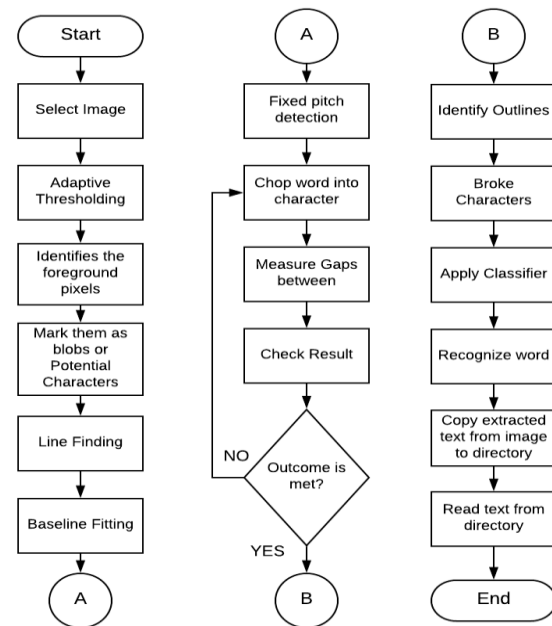 Start
Select Image
Adaptive
Thresholding
Identifies the
foreground
pixels
Mark them as
blobs or
Potential
Characters
Line Finding
Baseline Fitting
A
A
Fixed pitch
detection
Chop word into
character
Measure Gaps
between
Check Result
Outcome is
met?
NO
YES
B
B
Identify Outlines
Broke
Characters
Apply Classifier
Recognize word
Copy extracted
text from image
to directory
Read text from
directory
End